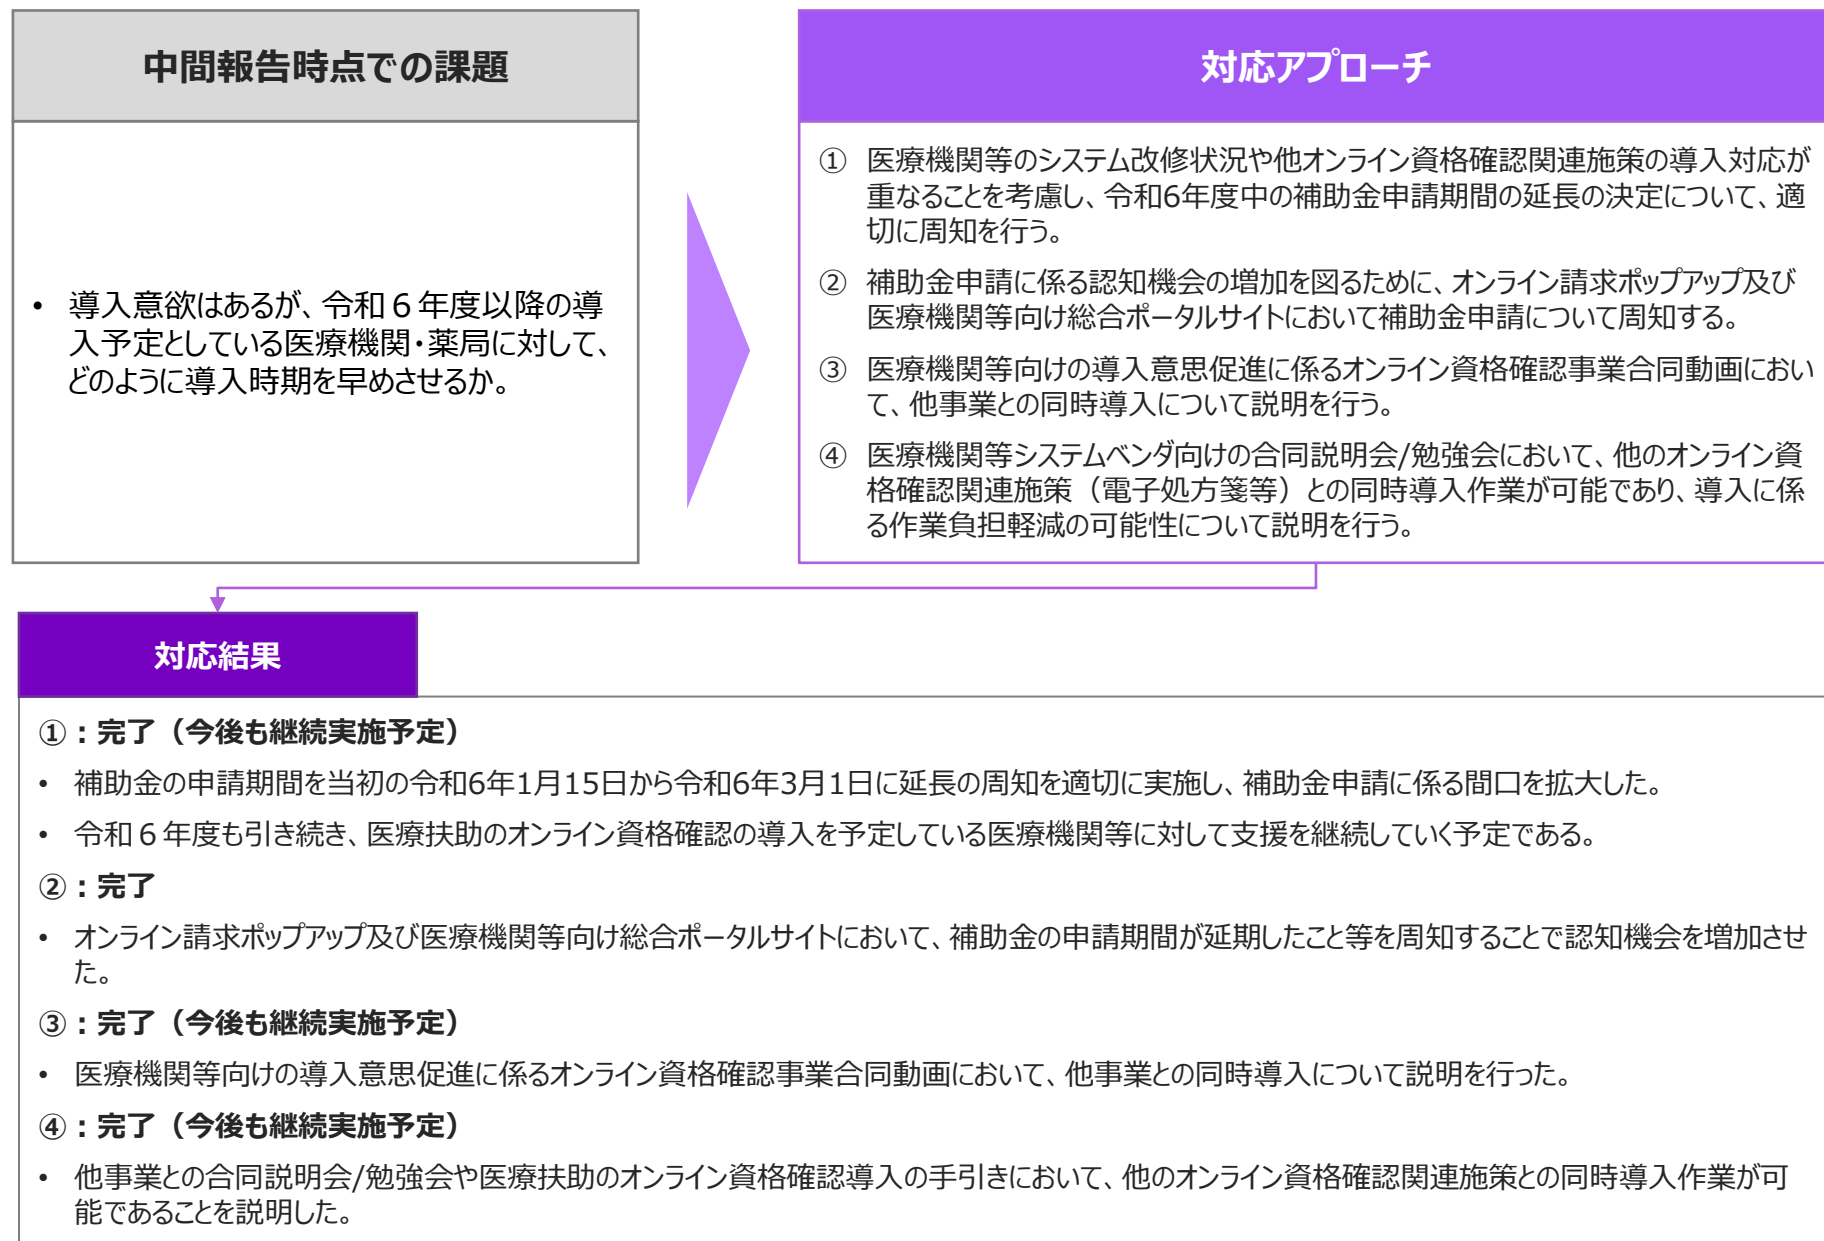 中間報告時点での課題
• 導入意欲はあるが、令和６年度以降の導
入予定としている医療機関・薬局に対して、
どのように導入時期を早めさせるか。
対応アプローチ
① 医療機関等のシステム改修状況や他オンライン資格確認関連施策の導入対応が
重なることを考慮し、令和6年度中の補助金申請期間の延長の決定について、適
切に周知を行う。
② 補助金申請に係る認知機会の増加を図るために、オンライン請求ポップアップ及び
医療機関等向け総合ポータルサイトにおいて補助金申請について周知する。
③ 医療機関等向けの導入意思促進に係るオンライン資格確認事業合同動画におい
て、他事業との同時導入について説明を行う。
④ 医療機関等システムベンダ向けの合同説明会/勉強会において、他のオンライン資
格確認関連施策（電子処方箋等）との同時導入作業が可能であり、導入に係
る作業負担軽減の可能性について説明を行う。
対応結果
①：完了（今後も継続実施予定）
• 補助金の申請期間を当初の令和6年1月15日から令和6年3月1日に延長の周知を適切に実施し、補助金申請に係る間口を拡大した。
• 令和６年度も引き続き、医療扶助のオンライン資格確認の導入を予定している医療機関等に対して支援を継続していく予定である。
②：完了
• オンライン請求ポップアップ及び医療機関等向け総合ポータルサイトにおいて、補助金の申請期間が延期したこと等を周知することで認知機会を増加させ
た。
③：完了（今後も継続実施予定）
• 医療機関等向けの導入意思促進に係るオンライン資格確認事業合同動画において、他事業との同時導入について説明を行った。
④：完了（今後も継続実施予定）
• 他事業との合同説明会/勉強会や医療扶助のオンライン資格確認導入の手引きにおいて、他のオンライン資格確認関連施策との同時導入作業が可
能であることを説明した。